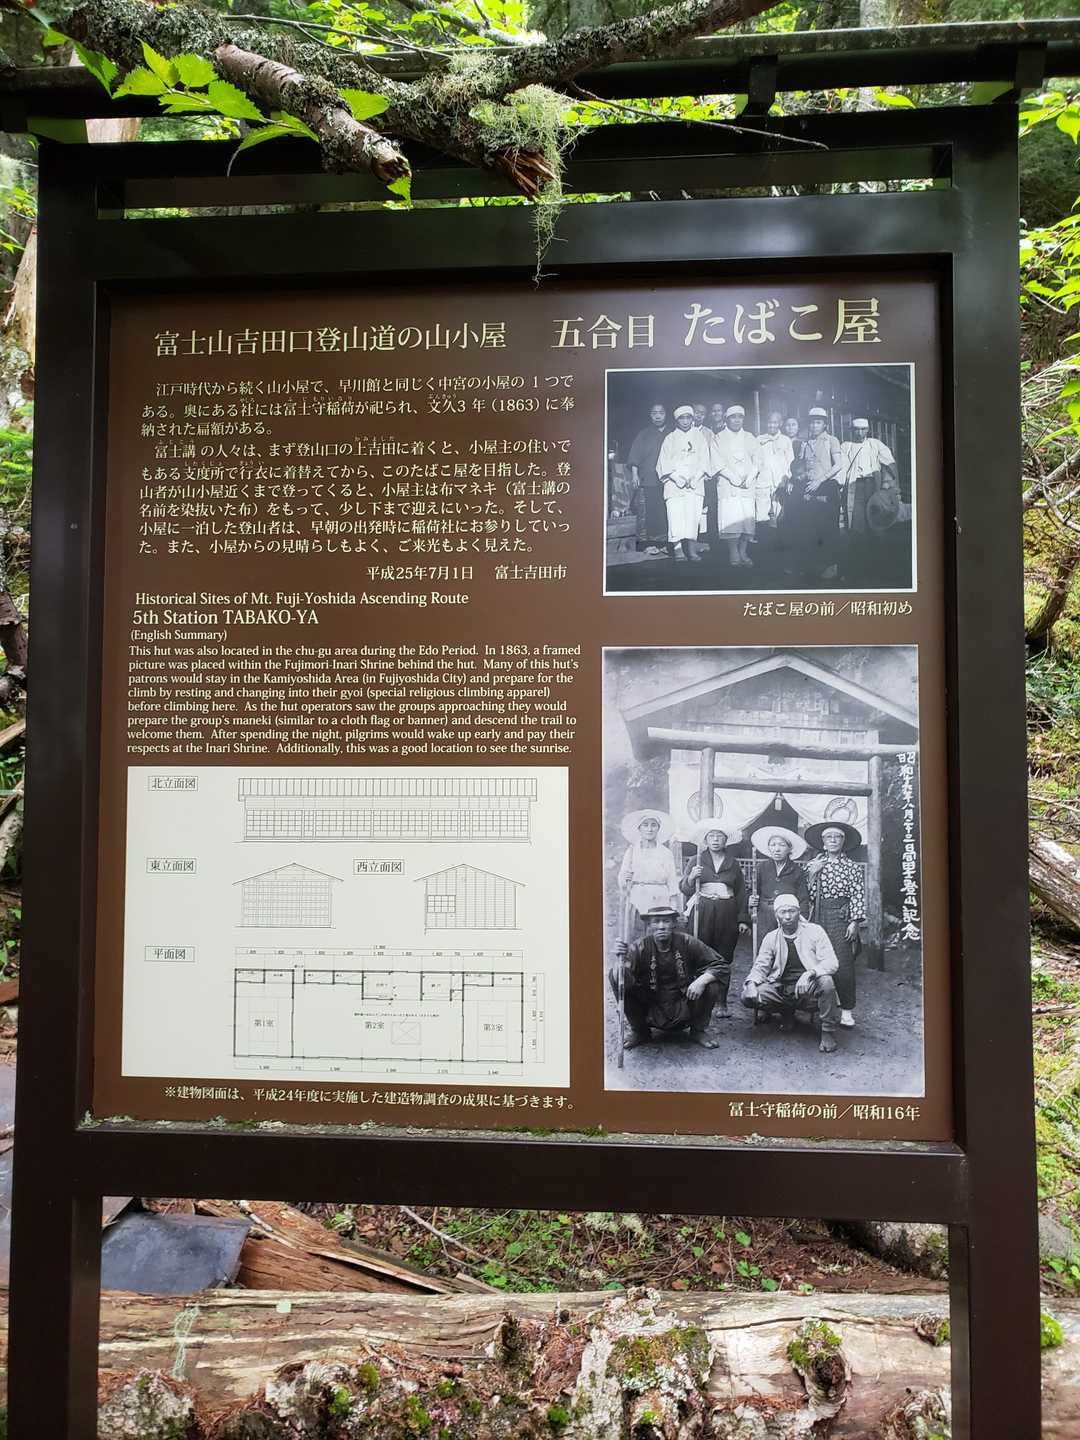 富士山吉田口登山道の山小屋　五合目 たばこ屋
江戸時代から続く山小屋で、早川館と同じく中宮の小屋の１つで
ある。奥にある社には富士守稲荷が祀られ、文久3 年（1863）に奉
納された扁額がある。
富士講の人々は、まず登山口の上吉田に着くと、小屋主の住いで
もある支度所で行衣に着替えてから、このたばこ屋を目指した。登
山者が山小屋近くまで登ってくると、小屋主は布マネキ（富士講の
名前を染抜いた布）をもって、少し下まで迎えにいった。そして、
小屋に一泊した登山者は、早朝の出発時に稲荷社にお参りしていっ
た。また、小屋からの見晴らしもよく、ご来光もよく見えた。
平成25年7月1日　富士吉田市
Historical Sites of Mt. Fuji-Yoshida Ascending Route
5th Station TABAKO-YA
(English Summary)
This hut was also located in the chu-gu area during the Edo Period. In 1863, a framed
picture was placed within the Fujimori-Inari Shrine behind the hut. Many of this hut's
patrons would stay in the Kamiyoshida Area (in Fujiyoshida City) and prepare for the
climb by resting and changing into their gyoi (special religious climbing apparel)
before climbing here. As the hut operators saw the groups approaching they would
prepare the group's maneki (similar to a cloth flag or banner) and descend the trail to
welcome them. After spending the night, pilgrims would wake up early and pay their
respects at the Inari Shrine. Additionally, this was a good location to see the sunrise.
北立面図
東立面図
西立面図
平面図
第1室
第2室
第3室
※建物図面は、平成24年度に実施した建造物調査の成果に基づきます。
たばこ屋の前／昭和初め
登山記念
冨士守稲荷の前／昭和16年